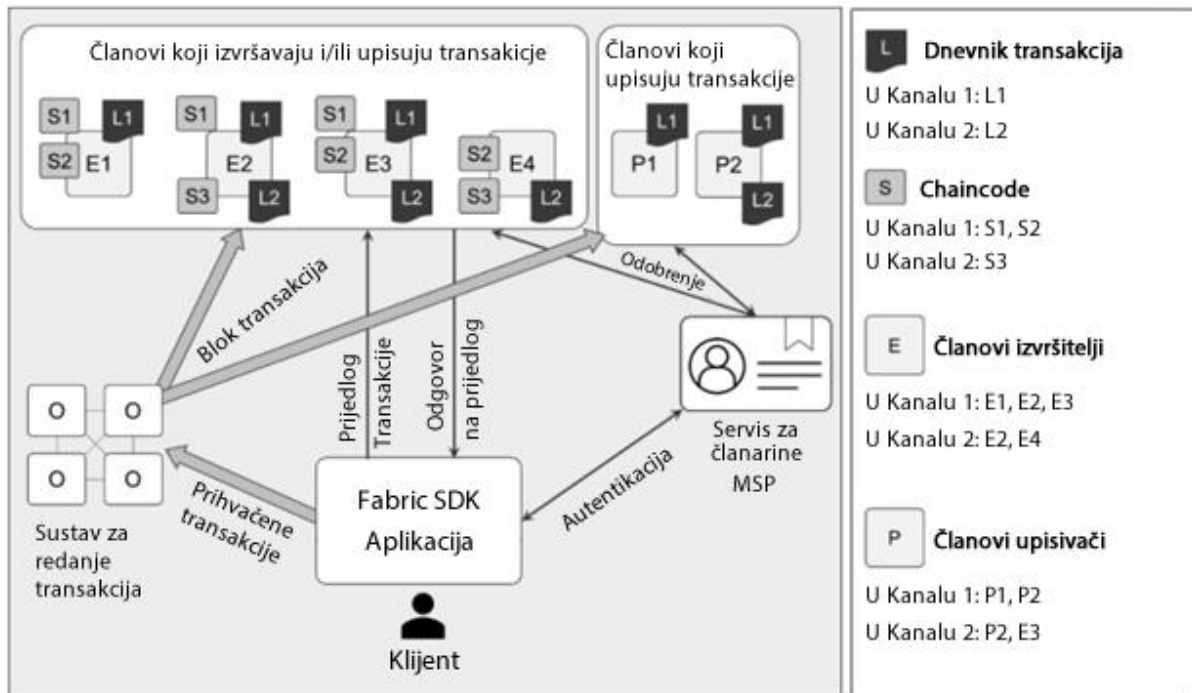 Članovi koji izvršavaju i/ili upisuju transakicje
S1
L1
S2
E1
S1
L1
E2
S3
L2
S1
L1
S2
E3
L2
S2
E4
S3
L2
Članovi koji
upisuju transakcije
L1
P1
L1
P2
L2
Blok transakcija
Prijedlog
Transakcije
Odgovor
na prijedlog
Odobrenje
O
O
O
O
Sustav za
redanje
transakcija
Prihvačene
transakcije
Fabric SDK
Aplikacija
Klijent
Autentikacija
Servis za
članarine
MSP
L
Dnevnik transakcija
U Kanalu 1: L1
U Kanalu 2: L2
S
Chaincode
U Kanalu 1: S1, S2
U Kanalu 2: S3
E
Članovi izvršitelji
U Kanalu 1: E1, E2, E3
U Kanalu 2: E2, E4
P
Članovi upisivači
U Kanalu 1: P1, P2
U Kanalu 2: P2, E3